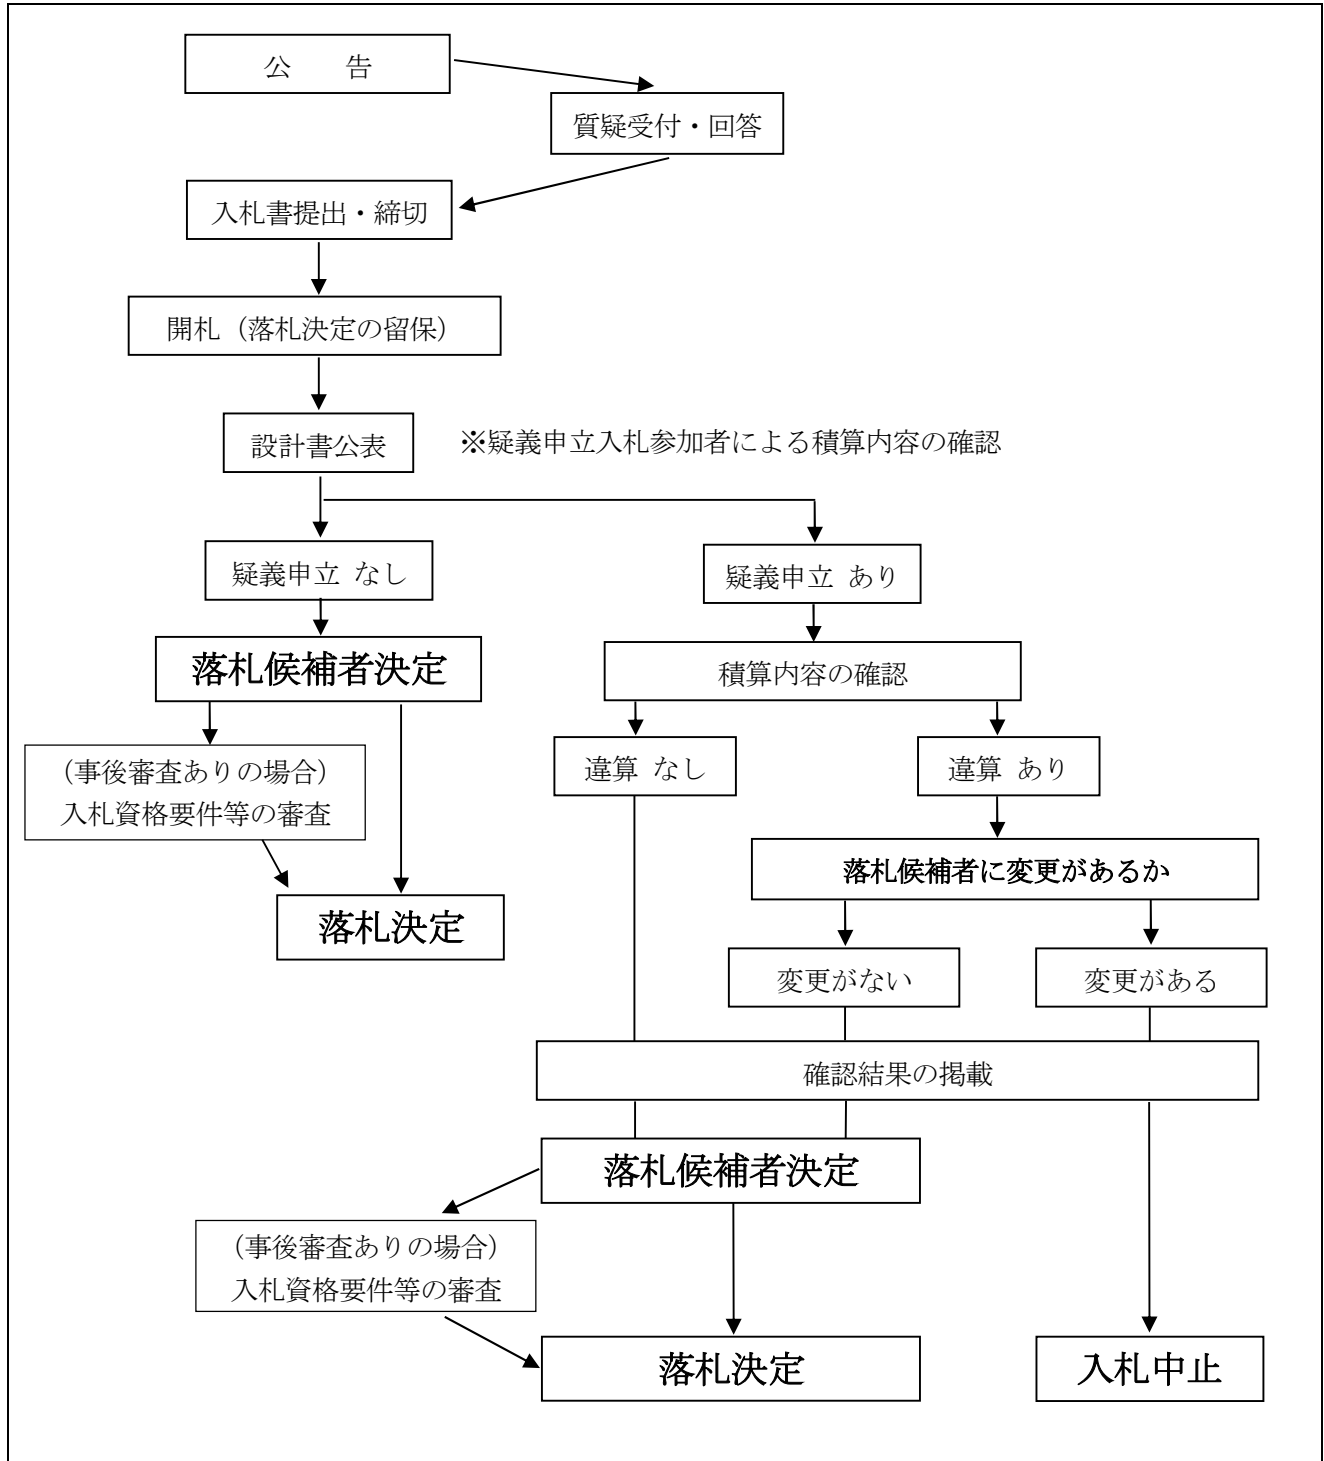 公　　告
質疑受付・回答
入札書提出・締切
開札（落札決定の留保）
設計書公表
※疑義申立入札参加者による積算内容の確認
疑義申立 なし
疑義申立 あり
落札候補者決定
積算内容の確認
（事後審査ありの場合）
入札資格要件等の審査
違算 なし
違算 あり
落札候補者に変更があるか
落札決定
変更がない
変更がある
確認結果の掲載
落札候補者決定
（事後審査ありの場合）
入札資格要件等の審査
落札決定
入札中止